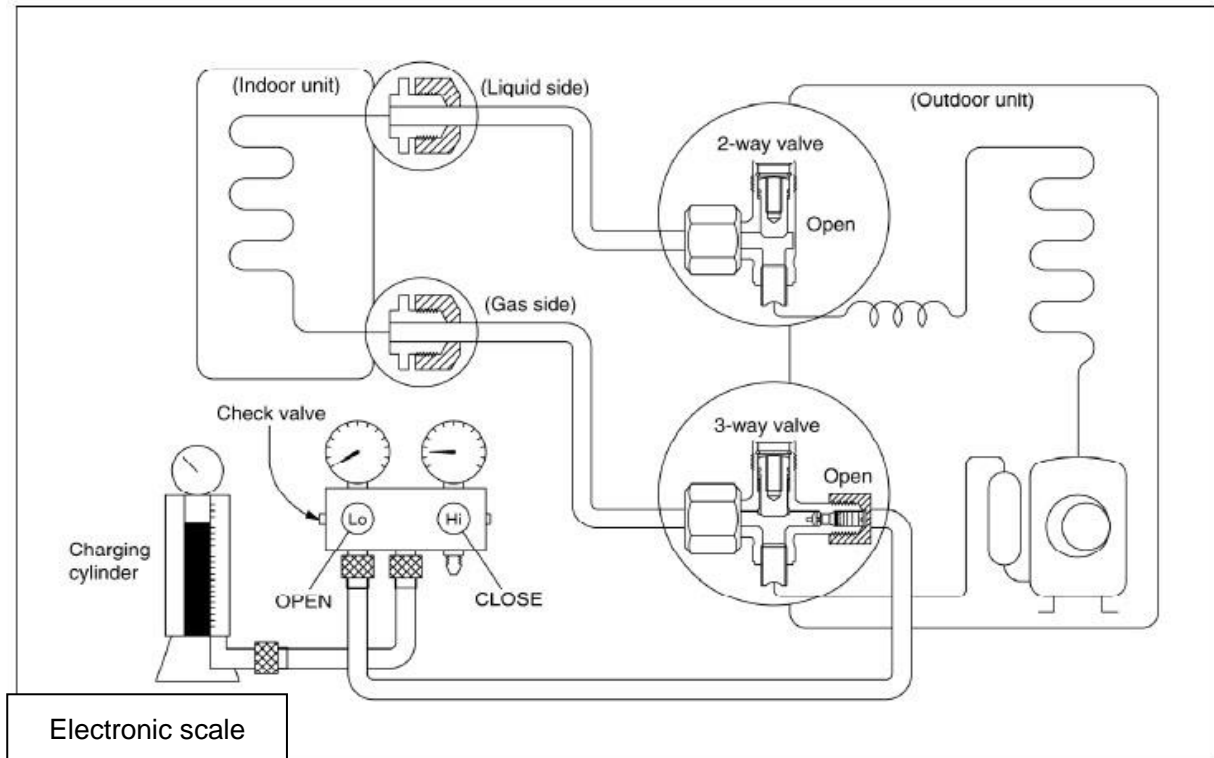 (Indoor unit)
(Liquid side)
(Outdoor unit)
2-way valve
Open
(Gas side)
Check valve
3-way valve
Open
Lo
Hi
Charging
cylinder
OPEN
CLOSE
Electronic scale